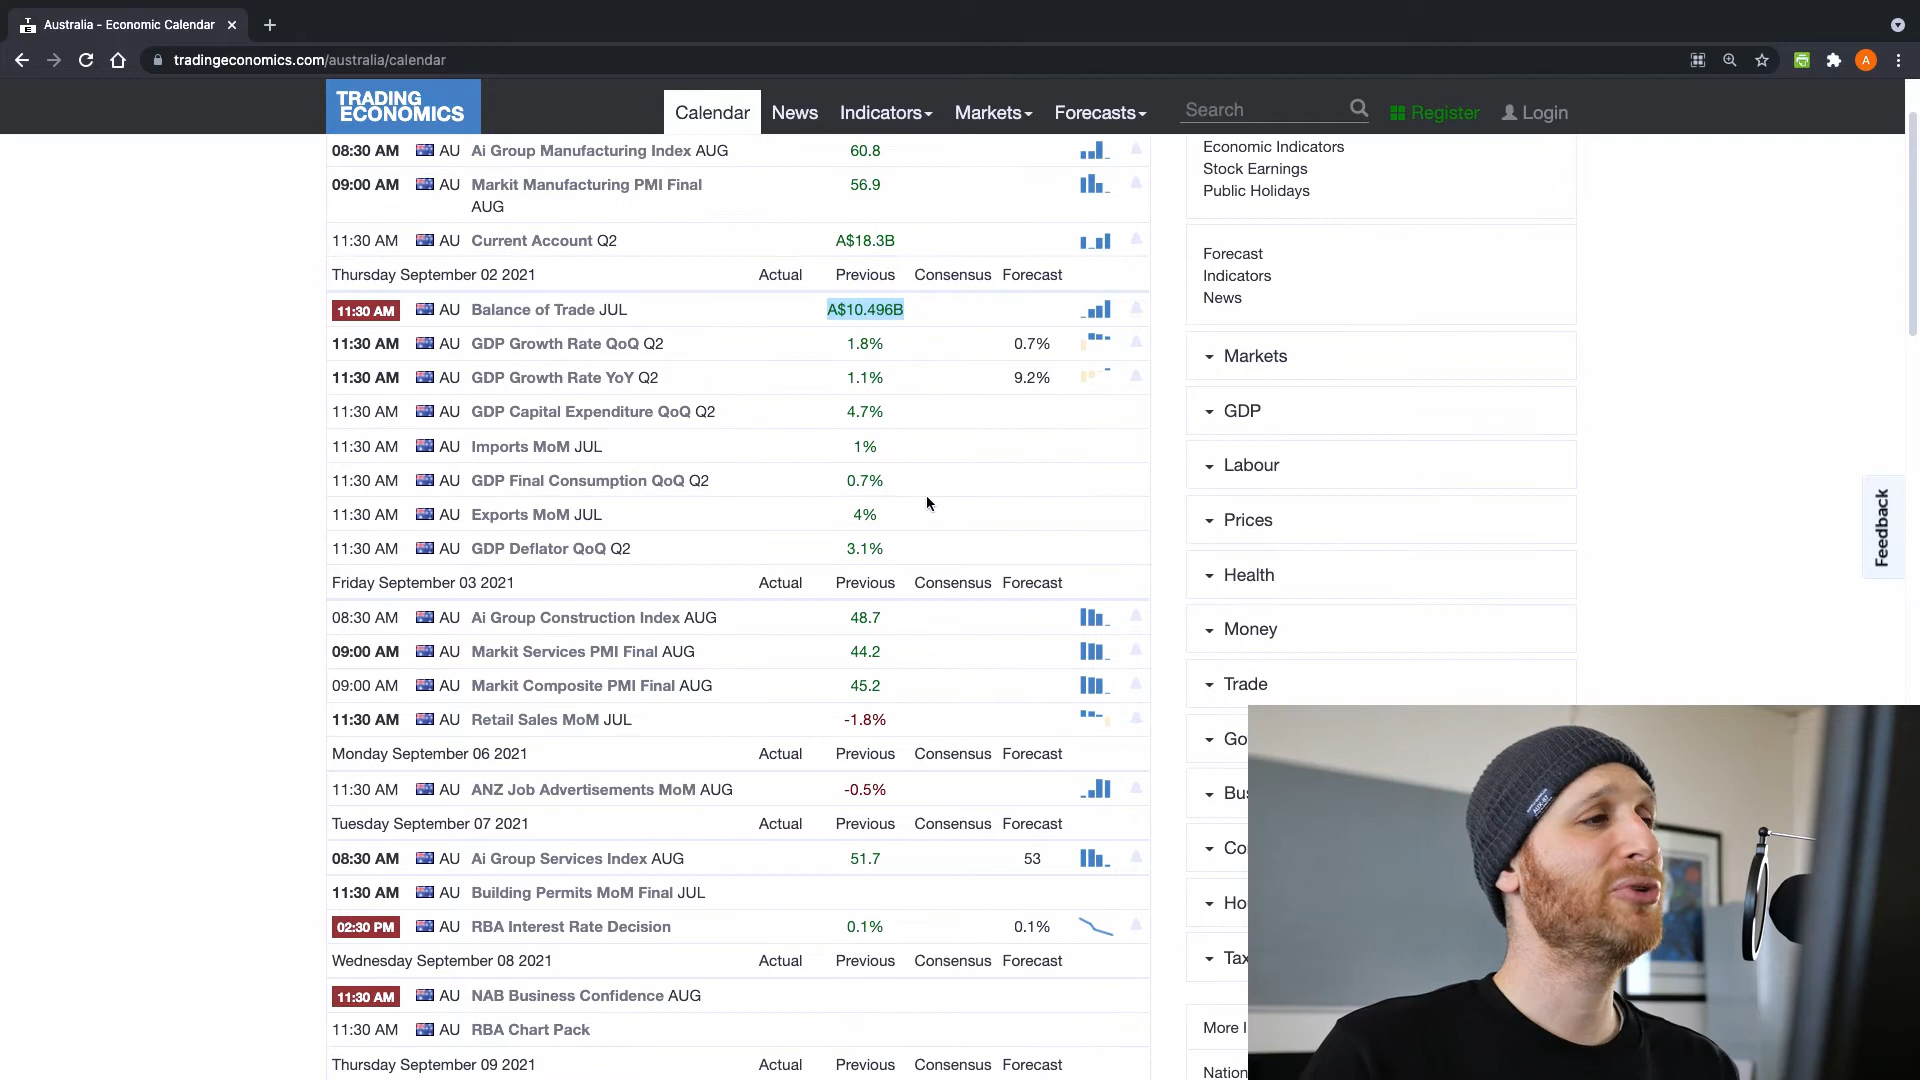 Australia - Economic Calendar
tradingeconomics.com/australia/calendar
A
TRADING
ECONOMICS
Calendar
News
Indicators
Markets
Forecasts
Search
Register
Login
08:30 AM AU Ai Group Manufacturing Index AUG 60.8
09:00 AM AU Markit Manufacturing PMI Final 56.9
AUG
11:30 AM AU Current Account Q2 A$18.3B
Thursday September 02 2021 Actual Previous Consensus Forecast
11:30 AM AU Balance of Trade JUL A$10.496B
11:30 AM AU GDP Growth Rate QoQ Q2 1.8% 0.7%
11:30 AM AU GDP Growth Rate YoY Q2 1.1% 9.2%
11:30 AM AU GDP Capital Expenditure QoQ Q2 4.7%
11:30 AM AU Imports MoM JUL 1%
11:30 AM AU GDP Final Consumption QoQ Q2 0.7%
11:30 AM AU Exports MoM JUL 4%
11:30 AM AU GDP Deflator QoQ Q2 3.1%
Friday September 03 2021 Actual Previous Consensus Forecast
08:30 AM AU Ai Group Construction Index AUG 48.7
09:00 AM AU Markit Services PMI Final AUG 44.2
09:00 AM AU Markit Composite PMI Final AUG 45.2
11:30 AM AU Retail Sales MoM JUL -1.8%
Monday September 06 2021 Actual Previous Consensus Forecast
11:30 AM AU ANZ Job Advertisements MoM AUG -0.5%
Tuesday September 07 2021 Actual Previous Consensus Forecast
08:30 AM AU Ai Group Services Index AUG 51.7 53
11:30 AM AU Building Permits MoM Final JUL
02:30 PM AU RBA Interest Rate Decision 0.1% 0.1%
Wednesday September 08 2021 Actual Previous Consensus Forecast
11:30 AM AU NAB Business Confidence AUG
11:30 AM AU RBA Chart Pack
Thursday September 09 2021 Actual Previous Consensus Forecast
Economic Indicators
Stock Earnings
Public Holidays
Forecast
Indicators
News
Markets
GDP
Labour
Prices
Health
Money
Trade
Go
Bu
Co
Ho
Tax
More I
Nation
Feedback